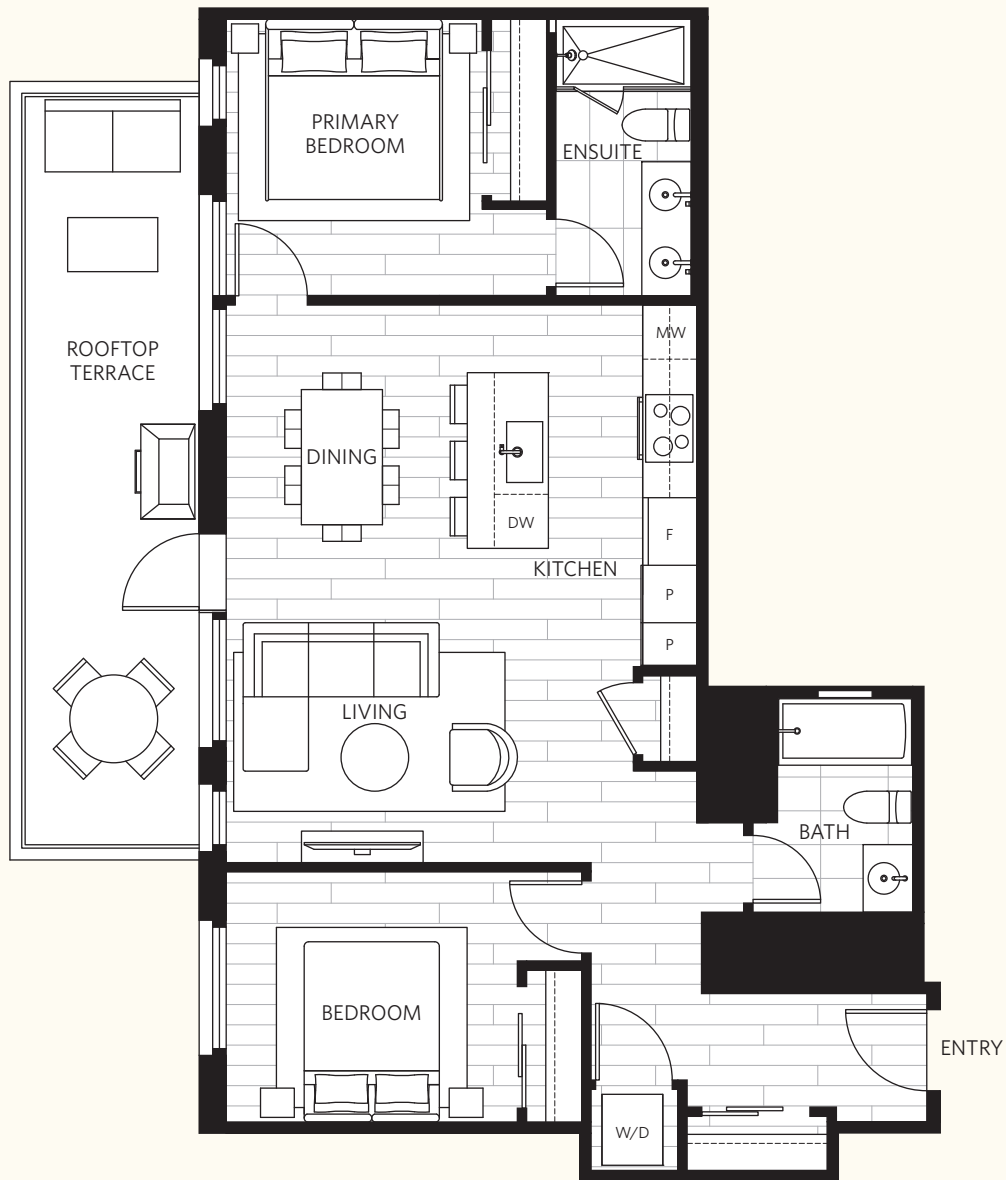 PRIMARY
BEDROOM
ENSUITE
ROOFTOP
TERRACE
MW
DINING
DW
F
KITCHEN
P
P
LIVING
BATH
BEDROOM
ENTRY
W/D